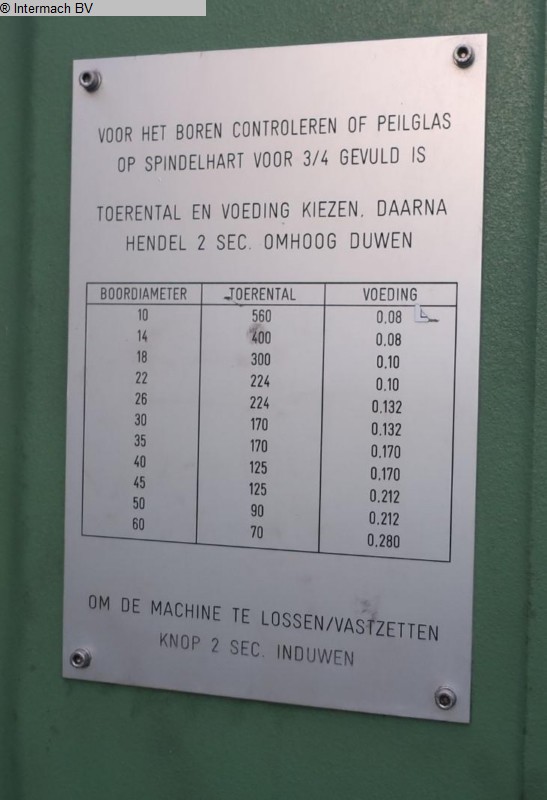 ® Intermach BV
VOOR HET BOREN CONTROLEREN OF PEILGLAS
OP SPINDELHART VOOR 3/4 GEVULD IS
TOERENTAL EN VOEDING KIEZEN, DAARNA
HENDEL 2 SEC. OMHOOG DUWEN
BOORDIAMETER TOERENTAL VOEDING
10 560 0.08
14 400 0.08
18 300 0.10
22 224 0.10
26 224 0.132
30 170 0.132
35 170 0.170
40 125 0.170
45 125 0.212
50 90 0.212
60 70 0.280
OM DE MACHINE TE LOSSEN/VASTZETTEN
KNOP 2 SEC. INDUWEN